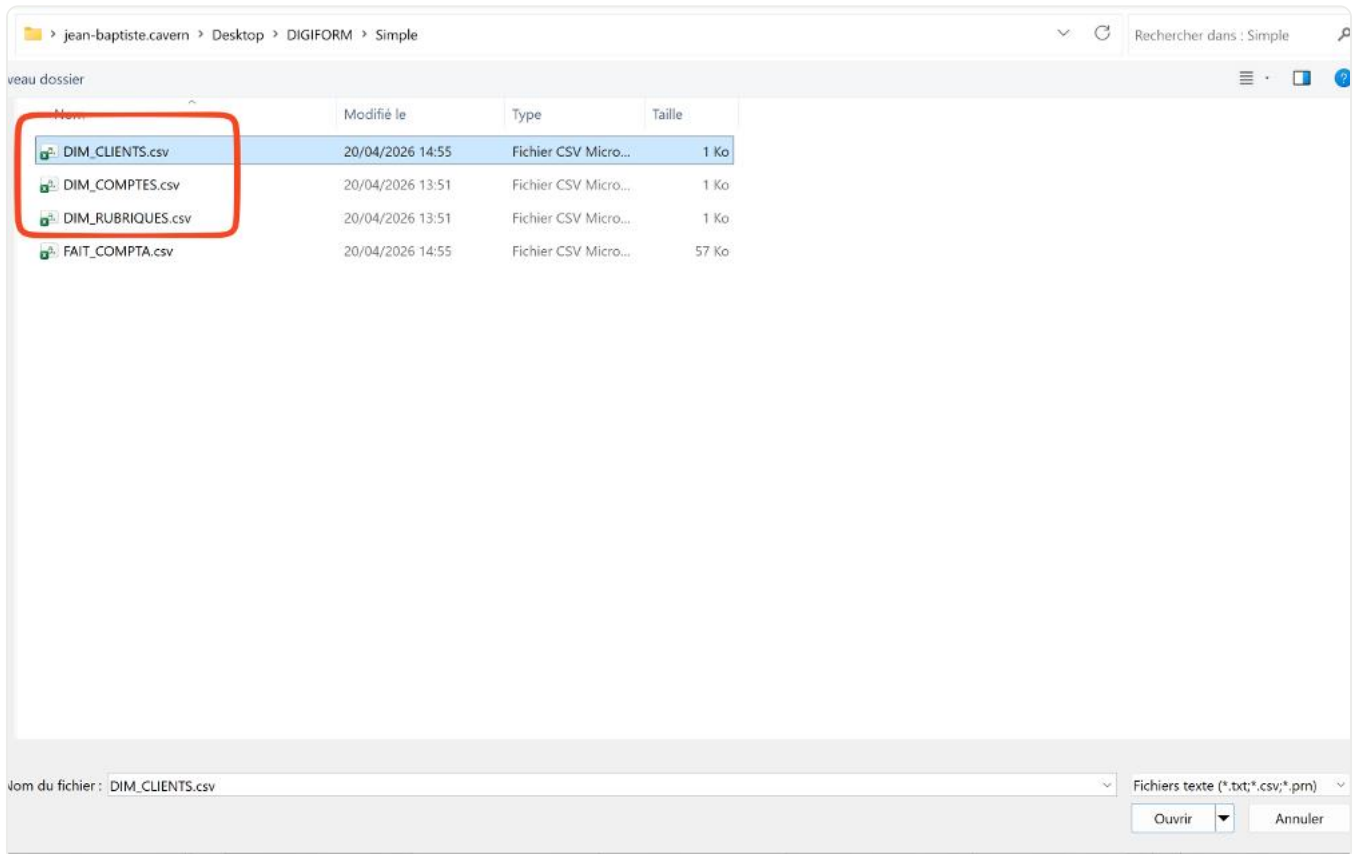 jean-baptiste.cavern > Desktop > DIGIFORM > Simple
Rechercher dans : Simple
veau dossier
Nom Modifié le Type Taille
DIM_CLIENTS.csv 20/04/2026 14:55 Fichier CSV Micro... 1 Ko
DIM_COMPTES.csv 20/04/2026 13:51 Fichier CSV Micro... 1 Ko
DIM_RUBRIQUES.csv 20/04/2026 13:51 Fichier CSV Micro... 1 Ko
FAIT_COMPTA.csv 20/04/2026 14:55 Fichier CSV Micro... 57 Ko
Nom du fichier : DIM_CLIENTS.csv Fichiers texte (*.txt;*.csv;*.prn)
Ouvrir Annuler